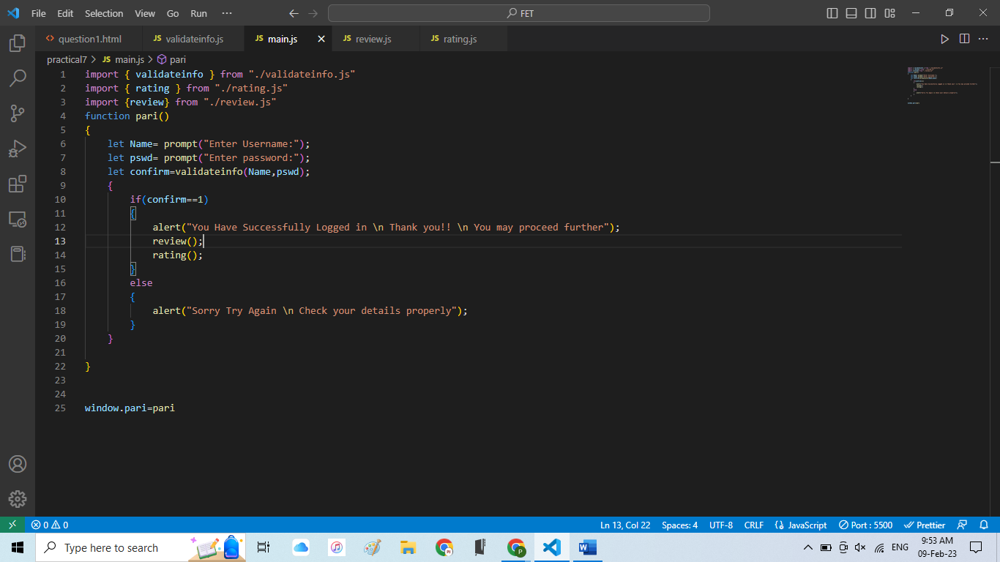 File Edit Selection View Go Run ··· FET
question1.html JS validateinfo.js JS main.js JS review.js JS rating.js
practical7 > JS main.js > pari
1 import { validateinfo } from "./validateinfo.js"
2 import { rating } from "./rating.js"
3 import {review} from "./review.js"
4 function pari()
5 {
6 let Name= prompt("Enter Username:");
7 let pswd= prompt("Enter password:");
8 let confirm=validateinfo(Name,pswd);
9 {
10 if(confirm==1)
11 {
12 alert("You Have Successfully Logged in \n Thank you!! \n You may proceed further");
13 review();
14 rating();
15 }
16 else
17 {
18 alert("Sorry Try Again \n Check your details properly");
19 }
20 }
21
22 }
23
24
25 window.pari=pari
0 0 Ln 13, Col 22 Spaces: 4 UTF-8 CRLF JavaScript Port : 5500 Prettier
Type here to search ENG 9:53 AM
09-Feb-23